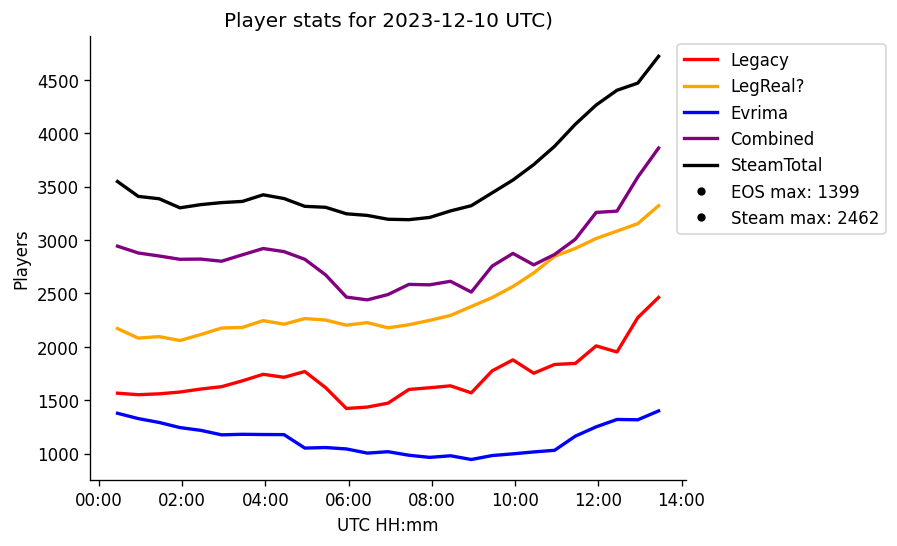 Player stats for 2023-12-10 UTC)
Players
4500
4000
3500
3000
2500
2000
1500
1000
00:00 02:00 04:00 06:00 08:00 10:00 12:00 14:00
UTC HH:mm
Legacy
LegReal?
Evrima
Combined
SteamTotal
EOS max: 1399
Steam max: 2462